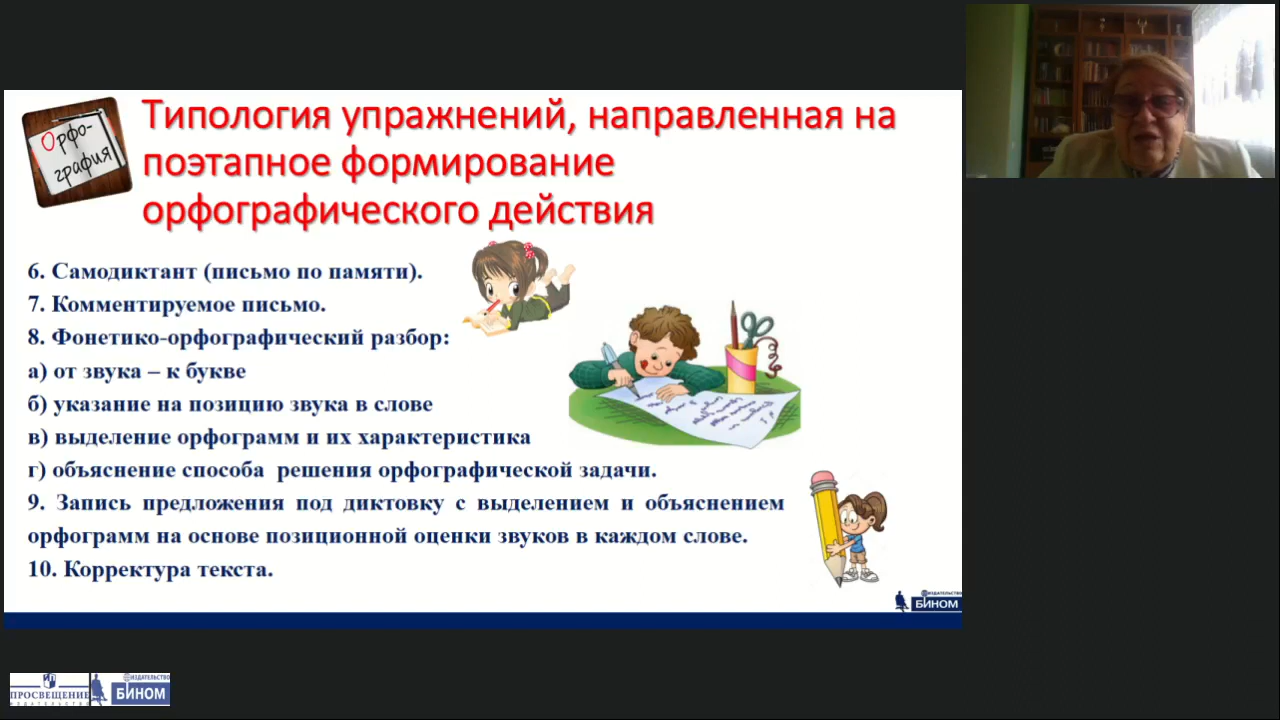 Орфо-
графия
Типология упражнений, направленная на
поэтапное формирование
орфографического действия
6. Самодиктант (письмо по памяти).
7. Комментируемое письмо.
8. Фонетико-орфографический разбор:
а) от звука – к букве
б) указание на позицию звука в слове
в) выделение орфограмм и их характеристика
г) объяснение способа решения орфографической задачи.
9. Запись предложения под диктовку с выделением и объяснением
орфограмм на основе позиционной оценки звуков в каждом слове.
10. Корректура текста.
ИЗДАТЕЛЬСТВО
БИНОМ
ПРОСВЕЩЕНИЕ
ИЗДАТЕЛЬСТВО
ИЗДАТЕЛЬСТВО
БИНОМ